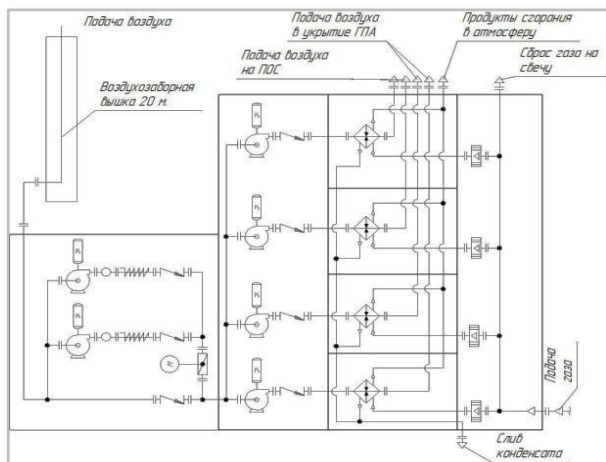 Подача воздуха
Воздухозаборная
вышка 20 м.
Подача воздуха
на ПОС
Подача воздуха
в укрытие ГПА
Продукты сгорания
в атмосферу
Сброс газа на
свечу
М
Подача
газа
Слив
конденсата